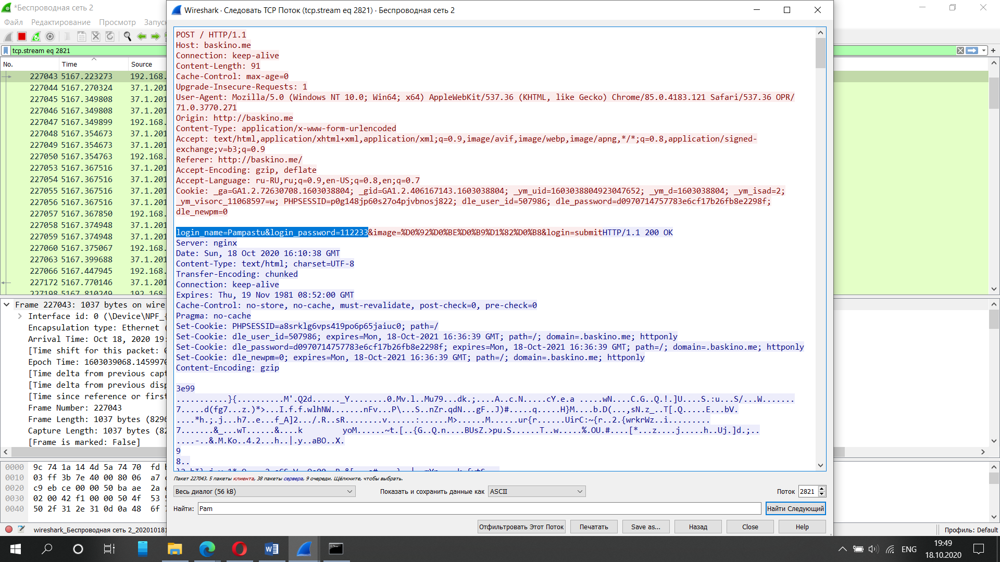 *Беспроводная сеть 2
Файл Редактирование Просмотр Запуск
tcp.stream eq 2821
No. Time Source
227043 5167.223273 192.168.
227044 5167.270324 37.1.201
227045 5167.349808 37.1.201
227046 5167.349808 37.1.201
227047 5167.349899 192.168.
227048 5167.354673 37.1.201
227049 5167.354673 37.1.201
227050 5167.354763 192.168.
227053 5167.367516 37.1.201
227054 5167.367516 37.1.201
227055 5167.367516 37.1.201
227056 5167.367516 37.1.201
227057 5167.367850 192.168.
227058 5167.374948 37.1.201
227059 5167.374948 37.1.201
227060 5167.375067 192.168.
227063 5167.399688 37.1.201
227066 5167.447945 192.168.
227172 5167.770146 37.1.201
227198 5167.810249 192.168
Frame 227043: 1037 bytes on wire
Interface id: 0 (\Device\NPF_{
Encapsulation type: Ethernet (
Arrival Time: Oct 18, 2020 19:
[Time shift for this packet: 0
Epoch Time: 1603039068.1459970
[Time delta from previous capt
[Time delta from previous disp
[Time since reference or first
Frame Number: 227043
Frame Length: 1037 bytes (8296
Capture Length: 1037 bytes (82
[Frame is marked: False]
0000 9c 74 1a 14 4d 5a 74 70 fd
0010 03 ff 3b 7e 40 00 80 06 a7
0020 c9 eb ce 00 00 50 ba ae 2a
0030 02 00 42 f1 00 00 50 4f 53
0040 50 2f 31 2e 31 0d 0a 48 6f
wireshark_Беспроводная сеть 2_202010181
Wireshark · Следовать TCP Поток (tcp.stream eq 2821) · Беспроводная сеть 2
POST / HTTP/1.1
Host: baskino.me
Connection: keep-alive
Content-Length: 91
Cache-Control: max-age=0
Upgrade-Insecure-Requests: 1
User-Agent: Mozilla/5.0 (Windows NT 10.0; Win64; x64) AppleWebKit/537.36 (KHTML, like Gecko) Chrome/85.0.4183.121 Safari/537.36 OPR/
71.0.3770.271
Origin: http://baskino.me
Content-Type: application/x-www-form-urlencoded
Accept: text/html,application/xhtml+xml,application/xml;q=0.9,image/avif,image/webp,image/apng,*/*;q=0.8,application/signed-
exchange;v=b3;q=0.9
Referer: http://baskino.me/
Accept-Encoding: gzip, deflate
Accept-Language: ru-RU,ru;q=0.9,en-US;q=0.8,en;q=0.7
Cookie: _ga=GA1.2.72630708.1603038804; _gid=GA1.2.406167143.1603038804; _ym_uid=1603038804923047652; _ym_d=1603038804; _ym_isad=2;
_ym_visorc_11068597=w; PHPSESSID=p0g148jp60s27o4pjvbnosj822; dle_user_id=507986; dle_password=d0970714757783e6cf17b26fb8e2298f;
dle_newpm=0
login_name=Pampastu&login_password=112233&image=%D0%92%D0%BE%D0%B9%D1%82%D0%B8&login=submitHTTP/1.1 200 OK
Server: nginx
Date: Sun, 18 Oct 2020 16:10:38 GMT
Content-Type: text/html; charset=UTF-8
Transfer-Encoding: chunked
Connection: keep-alive
Expires: Thu, 19 Nov 1981 08:52:00 GMT
Cache-Control: no-store, no-cache, must-revalidate, post-check=0, pre-check=0
Pragma: no-cache
Set-Cookie: PHPSESSID=a8srklg6vps419po6p65jaiuc0; path=/
Set-Cookie: dle_user_id=507986; expires=Mon, 18-Oct-2021 16:36:39 GMT; path=/; domain=.baskino.me; httponly
Set-Cookie: dle_password=d0970714757783e6cf17b26fb8e2298f; expires=Mon, 18-Oct-2021 16:36:39 GMT; path=/; domain=.baskino.me; httponly
Set-Cookie: dle_newpm=0; expires=Mon, 18-Oct-2021 16:36:39 GMT; path=/; domain=.baskino.me; httponly
Content-Encoding: gzip
3e99
...........}{..........M'.Q2d......_Y........0.Mv.l..Mu79...dk.;....A..c.N.....cY.e.a .....wN....C.G..Q.!.]U....S.:u...S/...W.......
7.....d(fg7...z.)*>...I.f.f.wlhNW.......nFv...P\...S..nZr.qdN...gF..J)#.....q.....H}M....b.D(...,sN.z_..T[.Q.....E...bV.
....*h.;.j...h7..e...f_A]2.../.R..sR........v......:.....M>......M......ur{r......UirC:~{r..2.{wrkrWz..i.........
7.......&_...wT......&....k yoM......~t.[..{G..Q.n....BUsZ.>pu.S......T..w.....%.OU.#....[*...z....j.....h..Uj.]d.;..
....-..&.M.Ko..4.2...h..|.y..aBO..X.
9
8..
Пакет 227043. 5 пакеты клиента, 38 пакеты сервера, 9 очереди. Щёлкните, чтобы выбрать.
Весь диалог (56 kB) Показать и сохранить данные как ASCII Поток 2821
Найти: Pam Найти Следующий
Отфильтровать Этот Поток Печатать Save as... Назад Close Help
Профиль: Default
ENG 19:49
18.10.2020